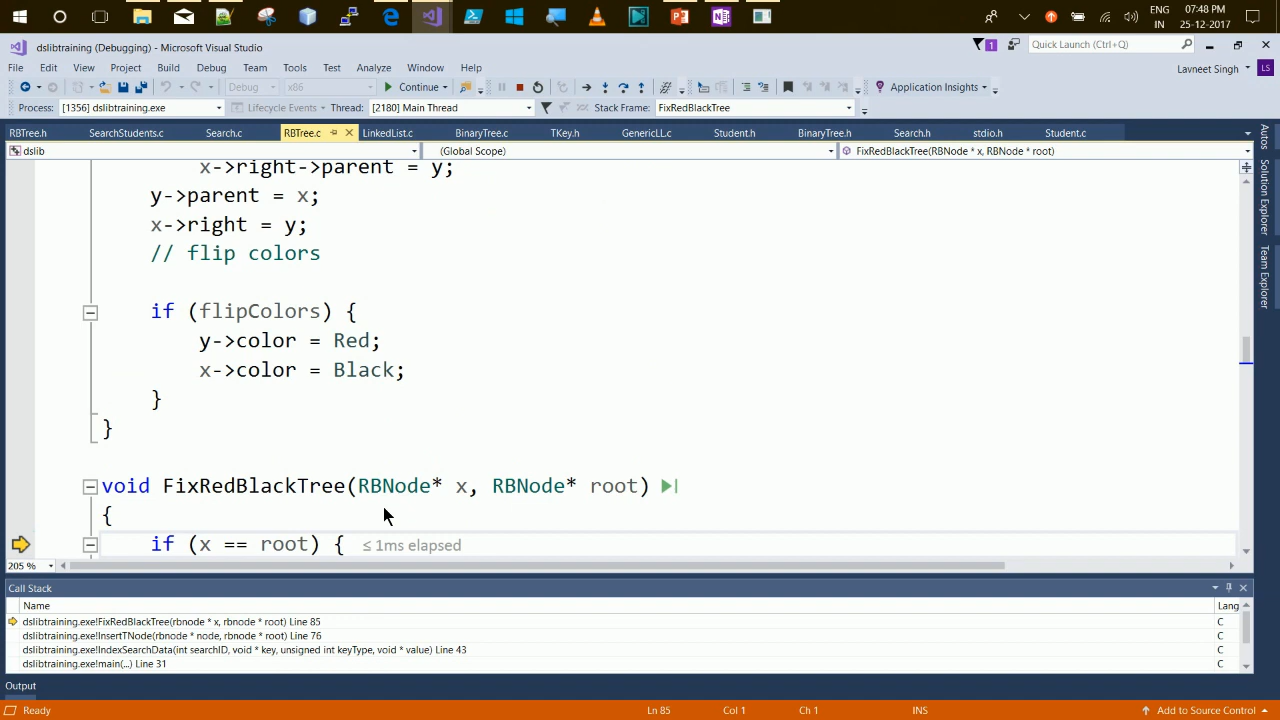 07:48 PM
ENG
IN
25-12-2017
dslibtraining (Debugging) - Microsoft Visual Studio
1
Quick Launch (Ctrl+Q)
File Edit View Project Build Debug Team Tools Test Analyze Window Help
Lavneet Singh LS
Debug x86 Continue Application Insights
Process: [1356] dslibtraining.exe Lifecycle Events Thread: [2180] Main Thread Stack Frame: FixRedBlackTree
RBTree.h SearchStudents.c Search.c RBTree.c LinkedList.c BinaryTree.c TKey.h GenericLL.c Student.h BinaryTree.h Search.h stdio.h Student.c
dslib (Global Scope) FixRedBlackTree(RBNode * x, RBNode * root)
x->right->parent = y;
y->parent = x;
x->right = y;
// flip colors
if (flipColors) {
y->color = Red;
x->color = Black;
}
}
void FixRedBlackTree(RBNode* x, RBNode* root)
{
if (x == root) { ≤ 1ms elapsed
205 %
Autos
Solution Explorer
Team Explorer
Call Stack
Name Lang
dslibtraining.exe!FixRedBlackTree(rbnode * x, rbnode * root) Line 85 C
dslibtraining.exe!InsertTNode(rbnode * node, rbnode * root) Line 76 C
dslibtraining.exe!IndexSearchData(int searchID, void * key, unsigned int keyType, void * value) Line 43 C
dslibtraining.exe!main(...) Line 31 C
Output
Ready Ln 85 Col 1 Ch 1 INS Add to Source Control